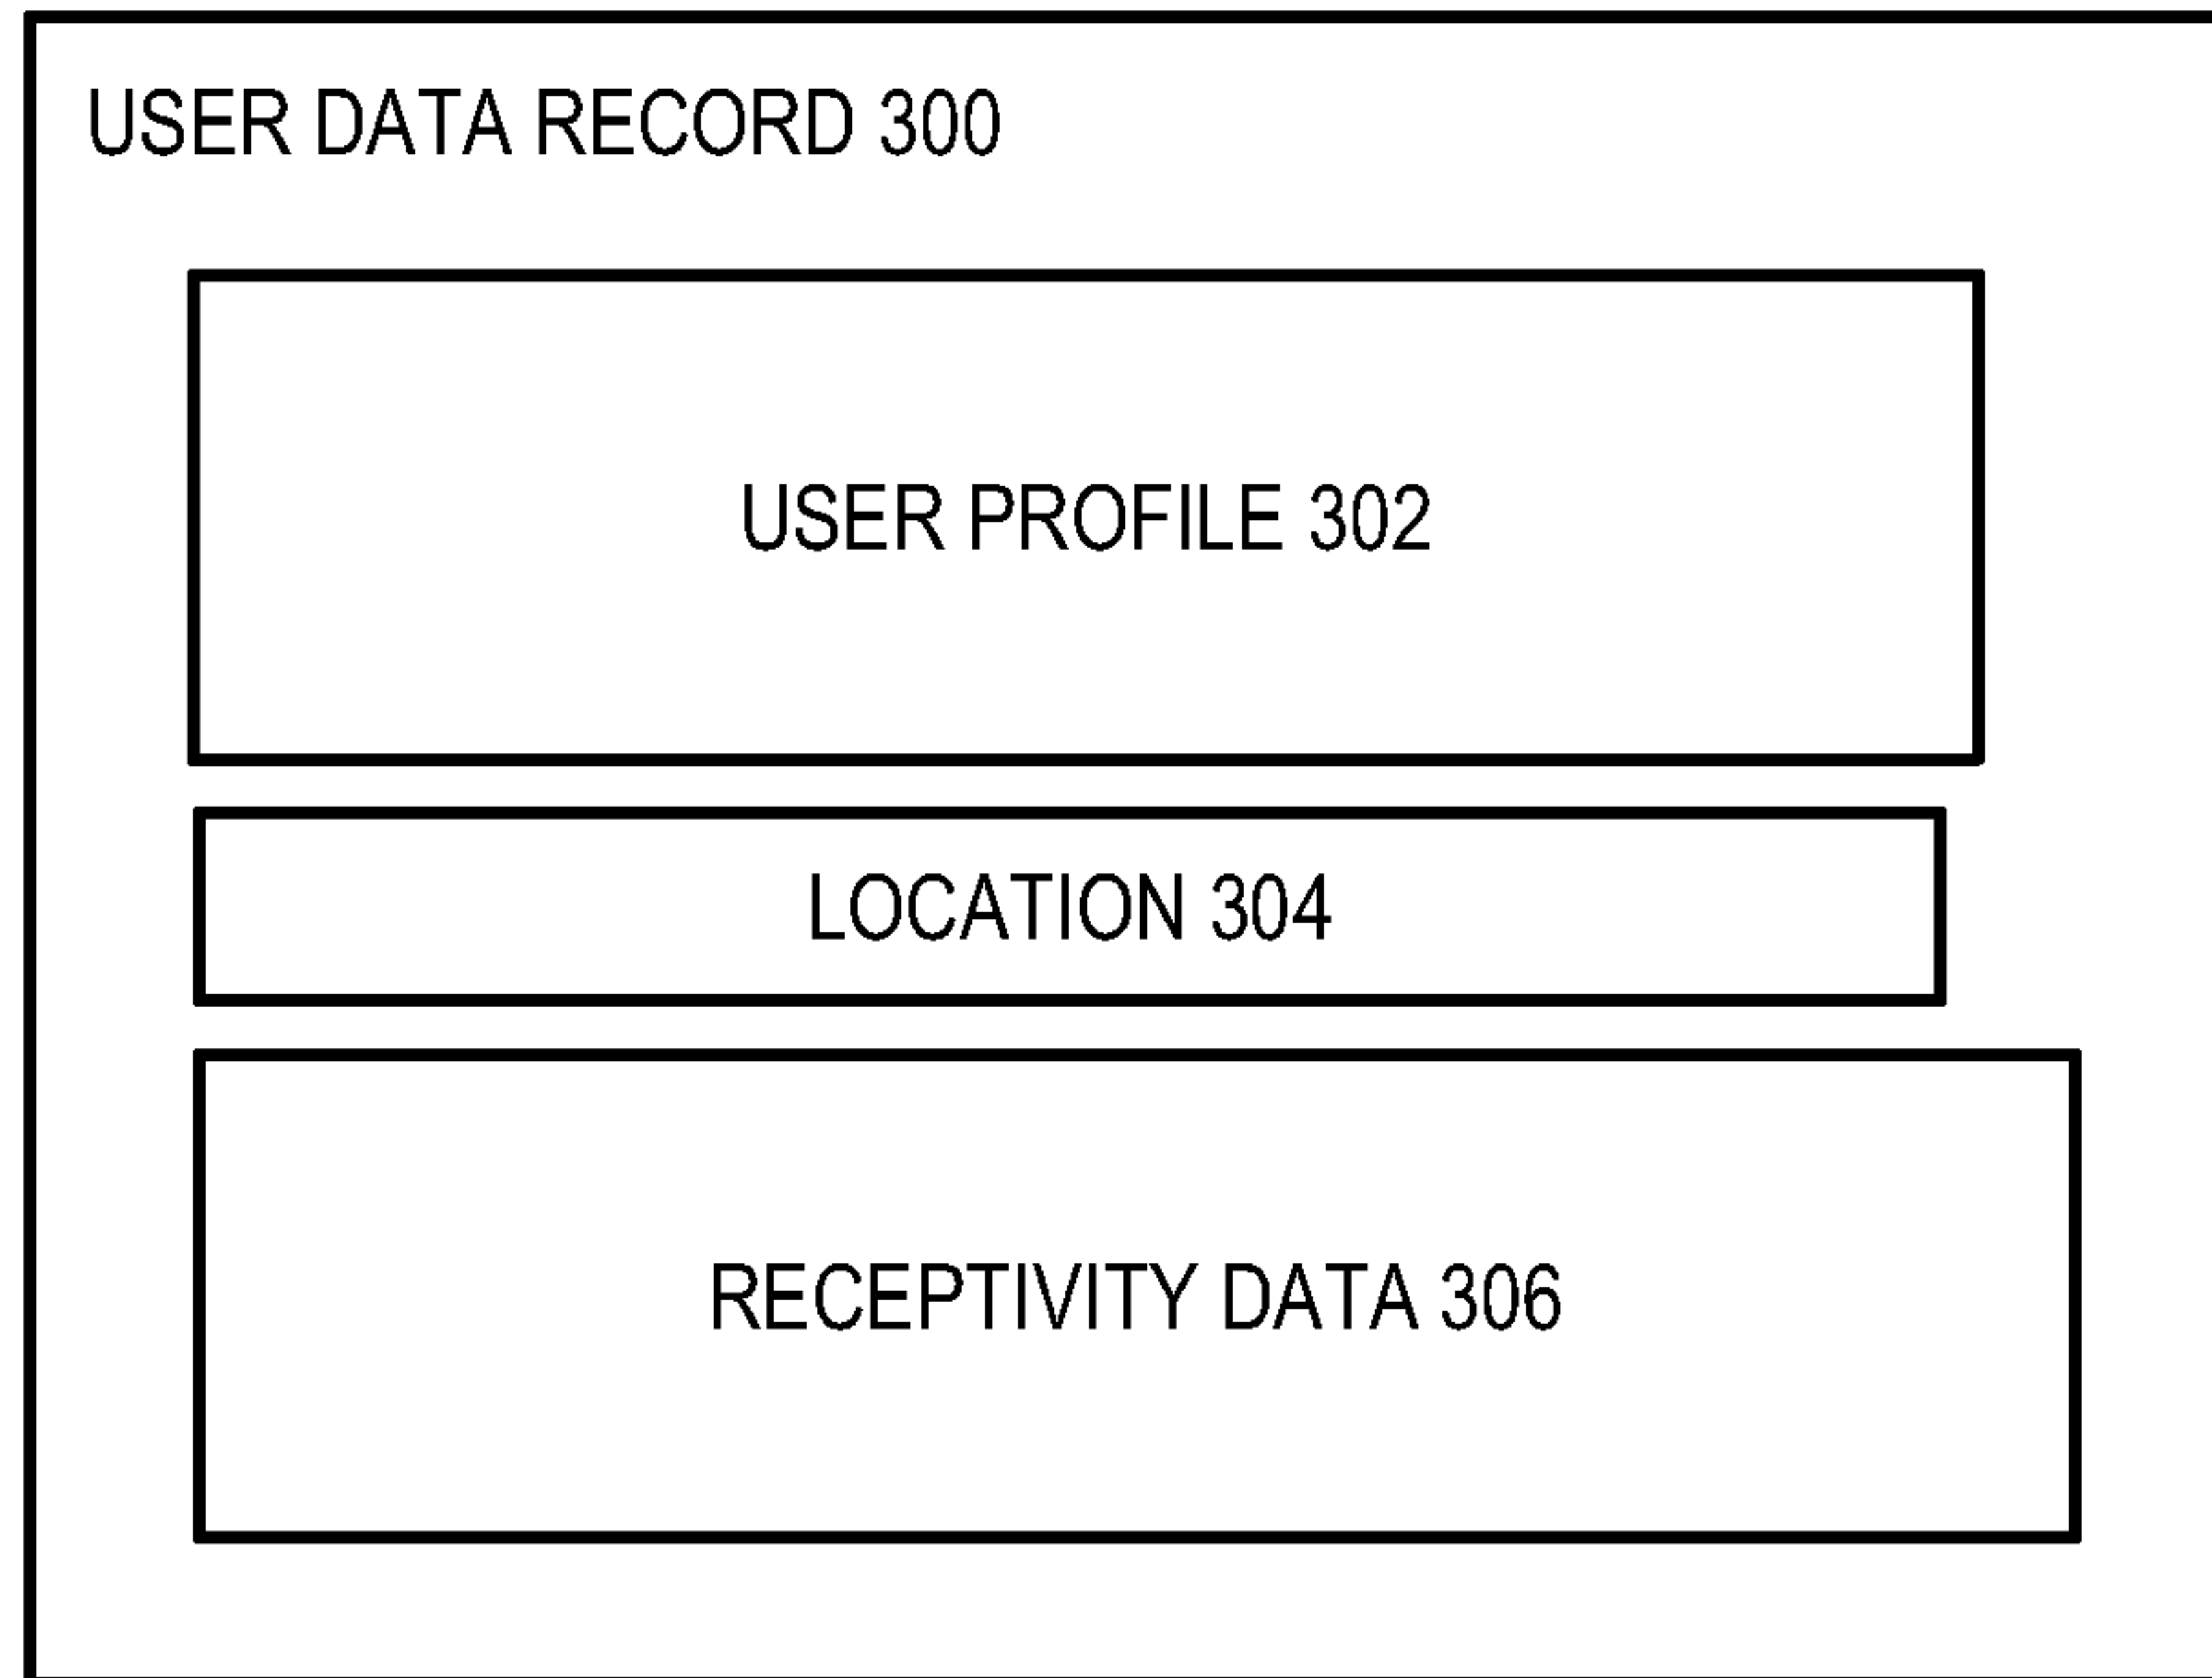 USER DATA RECORD 300
USER PROFILE 302
LOCATION 304
RECEPTIVITY DATA 306